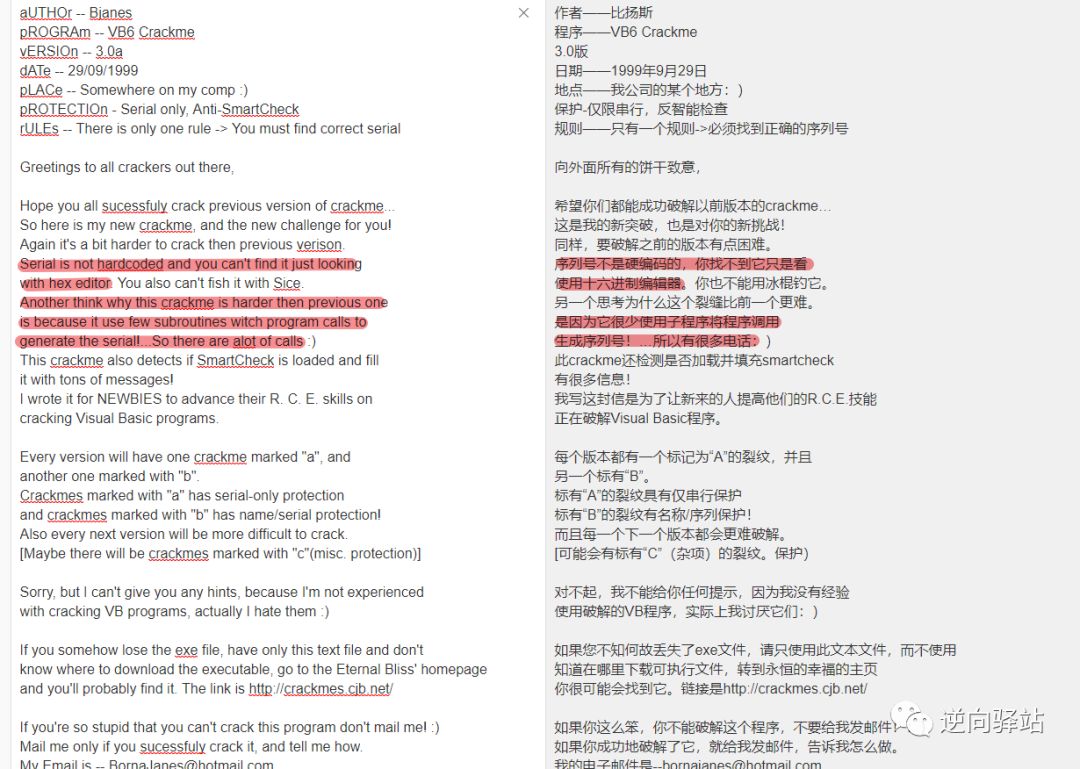 aUTHOr -- Bjanes
pROGRAm -- VB6 Crackme
vERSIOn -- 3.0a
dATe -- 29/09/1999
pLACe -- Somewhere on my comp :)
pROTECTIOn - Serial only, Anti-SmartCheck
rULEs -- There is only one rule -> You must find correct serial
Greetings to all crackers out there,
Hope you all sucessfuly crack previous version of crackme...
So here is my new crackme, and the new challenge for you!
Again it's a bit harder to crack then previous verison.
Serial is not hardcoded and you can't find it just looking
with hex editor. You also can't fish it with Sice.
Another think why this crackme is harder then previous one
is because it use few subroutines witch program calls to
generate the serial!...So there are alot of calls :)
This crackme also detects if SmartCheck is loaded and fill
it with tons of messages!
I wrote it for NEWBIES to advance their R. C. E. skills on
cracking Visual Basic programs.
Every version will have one crackme marked "a", and
another one marked with "b".
Crackmes marked with "a" has serial-only protection
and crackmes marked with "b" has name/serial protection!
Also every next version will be more difficult to crack.
[Maybe there will be crackmes marked with "c"(misc. protection)]
Sorry, but I can't give you any hints, because I'm not experienced
with cracking VB programs, actually I hate them :)
If you somehow lose the exe file, have only this text file and don't
know where to download the executable, go to the Eternal Bliss' homepage
and you'll probably find it. The link is http://crackmes.cjb.net/
If you're so stupid that you can't crack this program don't mail me! :)
Mail me only if you sucessfuly crack it, and tell me how.
My Email is -- BornaJanes@hotmail.com
作者——比扬斯
程序——VB6 Crackme
3.0版
日期——1999年9月29日
地点——我公司的某个地方：)
保护-仅限串行，反智能检查
规则——只有一个规则->必须找到正确的序列号
向外面所有的饼干致意，
希望你们都能成功破解以前版本的crackme…
这是我的新突破，也是对你的新挑战！
同样，要破解之前的版本有点困难。
序列号不是硬编码的，你找不到它只是看
使用十六进制编辑器。你也不能用冰棍钓它。
另一个思考为什么这个裂缝比前一个更难。
是因为它很少使用子程序将程序调用
生成序列号！…所以有很多电话：)
此crackme还检测是否加载并填充smartcheck
有很多信息！
我写这封信是为了让新来的人提高他们的R.C.E.技能
正在破解Visual Basic程序。
每个版本都有一个标记为“A”的裂纹，并且
另一个标有“B”。
标有“A”的裂纹具有仅串行保护
标有“B”的裂纹有名称/序列保护！
而且每一个下一个版本都会更难破解。
[可能会有标有“C”（杂项）的裂纹。保护）
对不起，我不能给你任何提示，因为我没有经验
使用破解的VB程序，实际上我讨厌它们：)
如果您不知何故丢失了exe文件，请只使用此文本文件，而不使用
知道在哪里下载可执行文件，转到永恒的幸福的主页
你很可能会找到它。链接是http://crackmes.cjb.net/
如果你这么笨，你不能破解这个程序，不要给我发邮件！
如果你成功地破解了它，就给我发邮件，告诉我怎么做。
我的电子邮件是--bornajanes@hotmail.com
逆向驿站